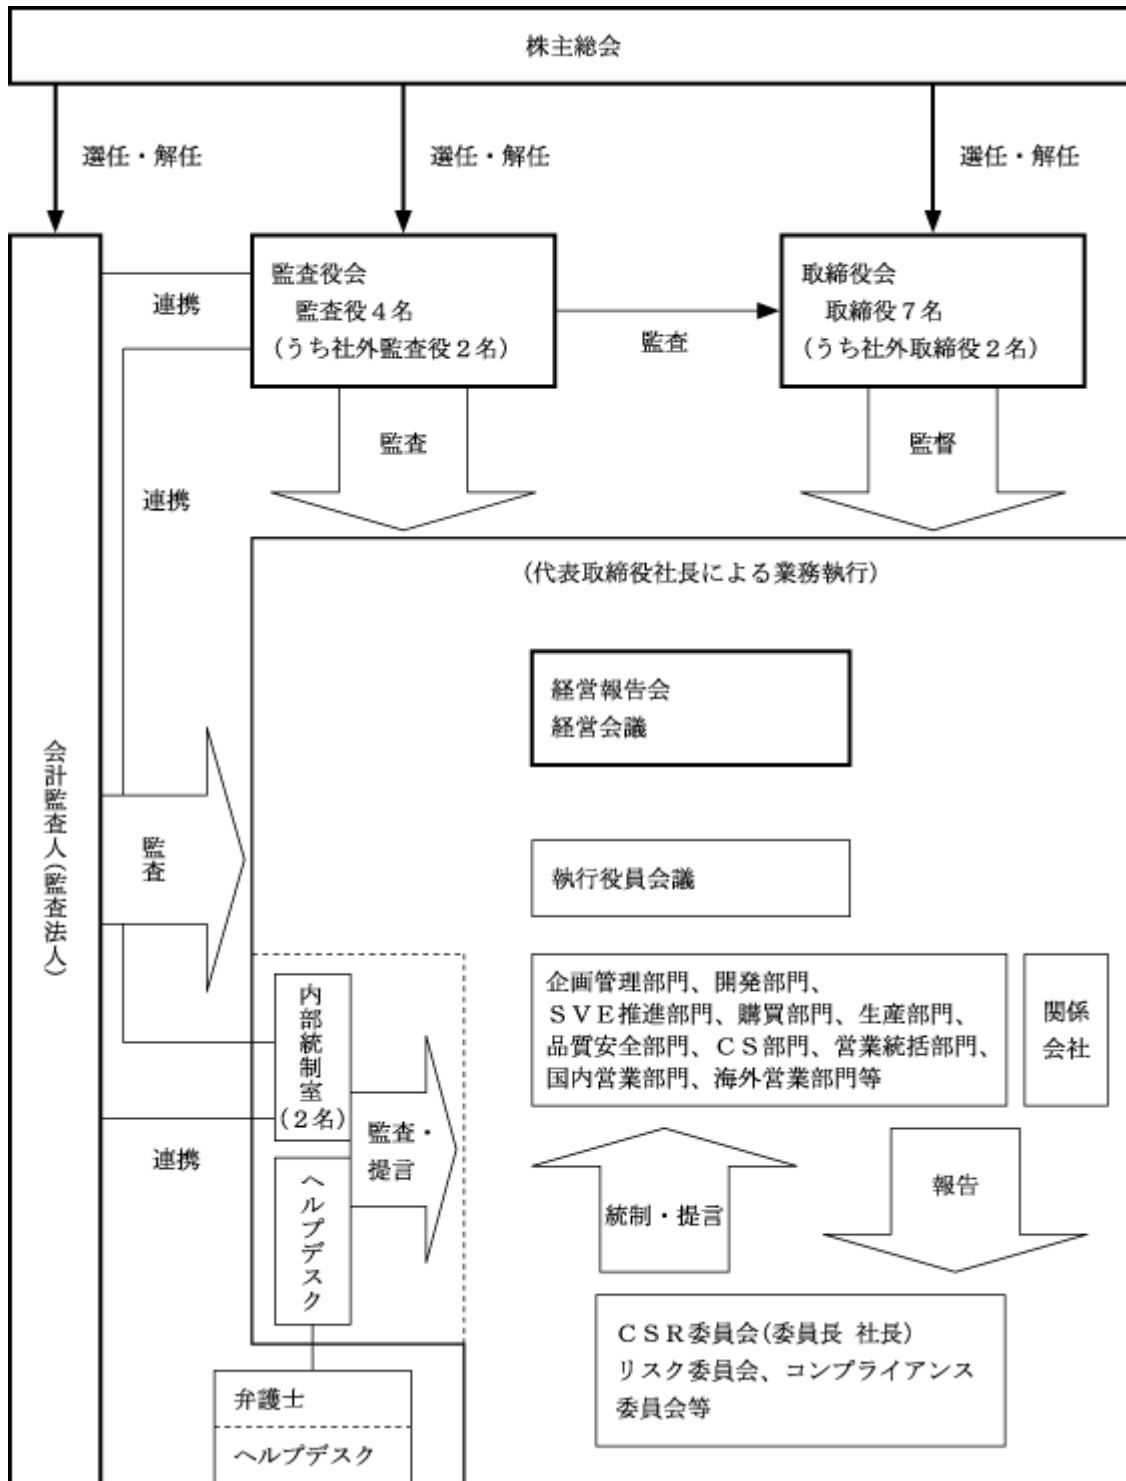 株主総会
選任・解任
選任・解任
選任・解任
監査役会
監査役４名
(うち社外監査役２名)
取締役会
取締役７名
(うち社外取締役２名)
連携
監査
監査
監督
連携
(代表取締役社長による業務執行)
経営報告会
経営会議
会計監査人(監査法人)
監査
執行役員会議
企画管理部門、開発部門、
ＳＶＥ推進部門、購買部門、生産部門、
品質安全部門、ＣＳ部門、営業統括部門、
国内営業部門、海外営業部門等
関係
会社
内部統制室
(２名)
監査・
提言
連携
ヘルプデスク
統制・提言
報告
ＣＳＲ委員会(委員長 社長)
リスク委員会、コンプライアンス
委員会等
弁護士
ヘルプデスク